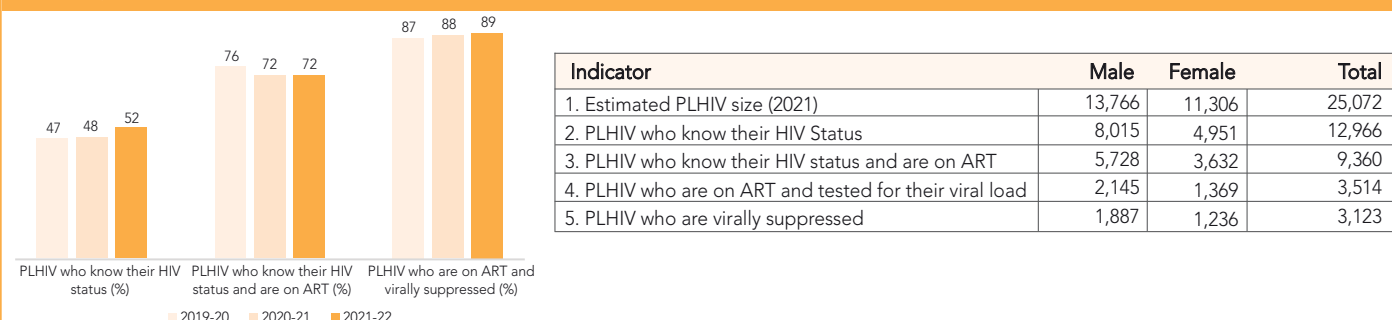 87 88 89
76 72 72
47 48 52
PLHIV who know their HIV status (%)
PLHIV who know their HIV status and are on ART (%)
PLHIV who are on ART and virally suppressed (%)
2019-20 2020-21 2021-22
Indicator Male Female Total
1. Estimated PLHIV size (2021) 13,766 11,306 25,072
2. PLHIV who know their HIV Status 8,015 4,951 12,966
3. PLHIV who know their HIV status and are on ART 5,728 3,632 9,360
4. PLHIV who are on ART and tested for their viral load 2,145 1,369 3,514
5. PLHIV who are virally suppressed 1,887 1,236 3,123